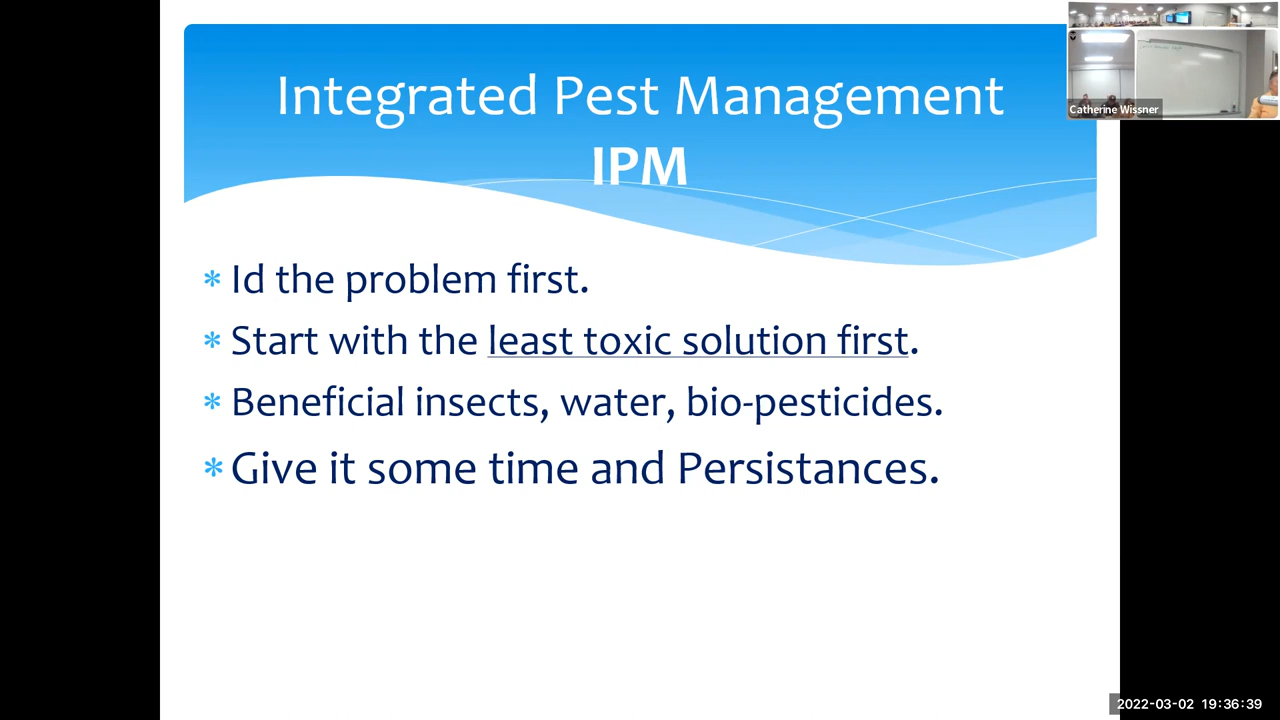 Integrated Pest Management
IPM
* Id the problem first.
* Start with the least toxic solution first.
* Beneficial insects, water, bio-pesticides.
* Give it some time and Persistances.
Catherine Wissner
2022-03-02 19:36:39